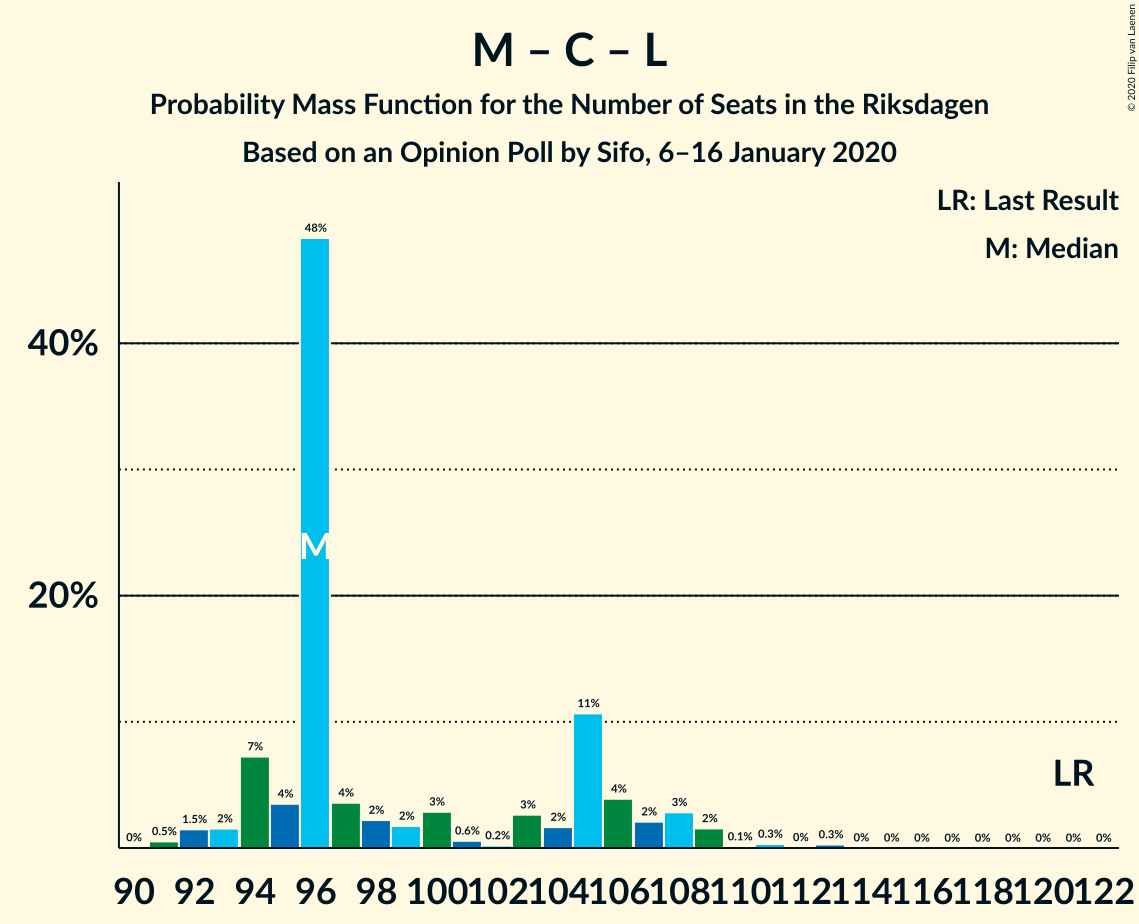 M – C – L
Probability Mass Function for the Number of Seats in the Riksdagen
Based on an Opinion Poll by Sifo, 6–16 January 2020
© 2020 Filip van Laenen
LR: Last Result
M: Median
40%
20%
0% 0.5% 1.5% 2% 7% 4% 48% 4% 2% 2% 3% 0.6% 0.2% 3% 2% 11% 4% 2% 3% 2% 0.1% 0.3% 0% 0.3% 0% 0% 0% 0% 0% 0% 0% 0% 0%
M
LR
90 92 94 96 98 100 102 104 106 108 110 112 114 116 118 120 122